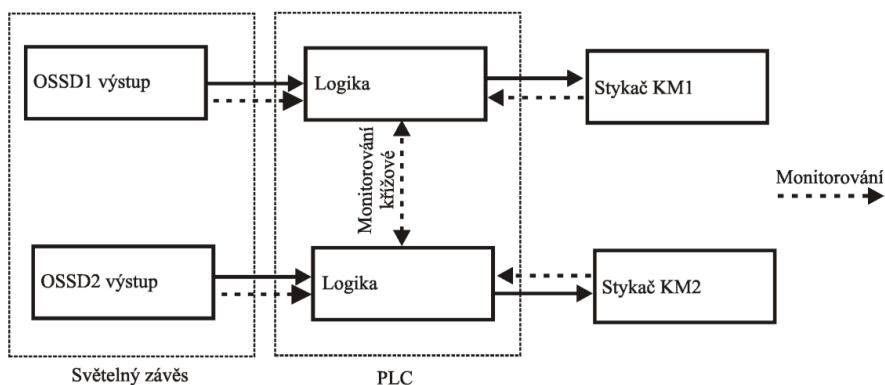 OSSD1 výstup
Logika
Stykač KM1
Monitorování
křížové
Monitorování
OSSD2 výstup
Logika
Stykač KM2
Světelný závěs
PLC